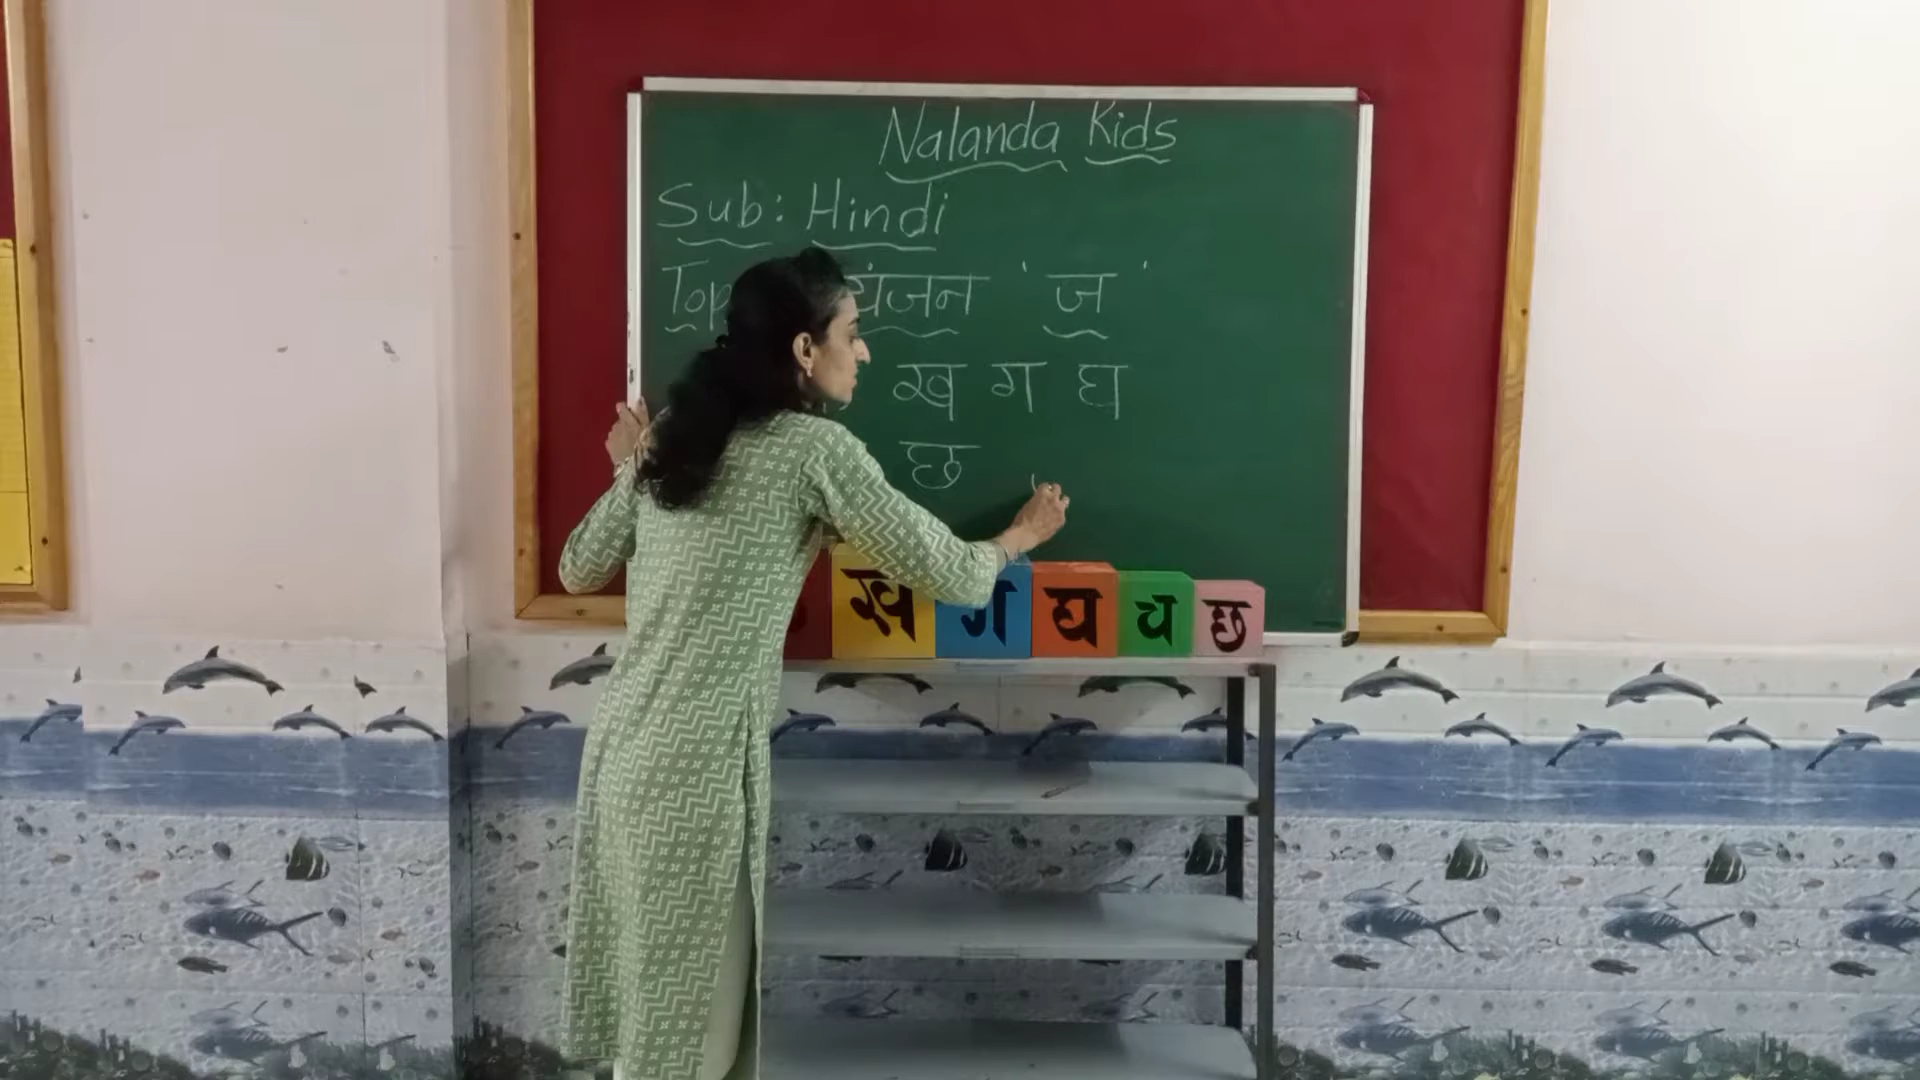 Nalanda Kids
Sub: Hindi
यंजन ' ज '
ख ग घ
छ
ख ग घ च छ